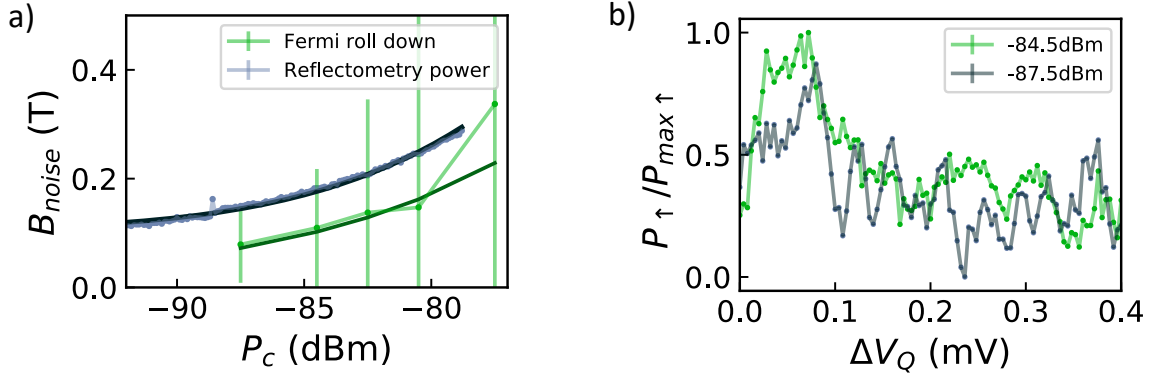 a)
0.4
0.2
0.0
B_noise (T)
Fermi roll down
Reflectometry power
−90
−85
−80
P_c (dBm)
b)
1.0
0.5
0.0
P_↑/P_max↑
-84.5dBm
-87.5dBm
0.0
0.1
0.2
0.3
0.4
ΔV_Q (mV)